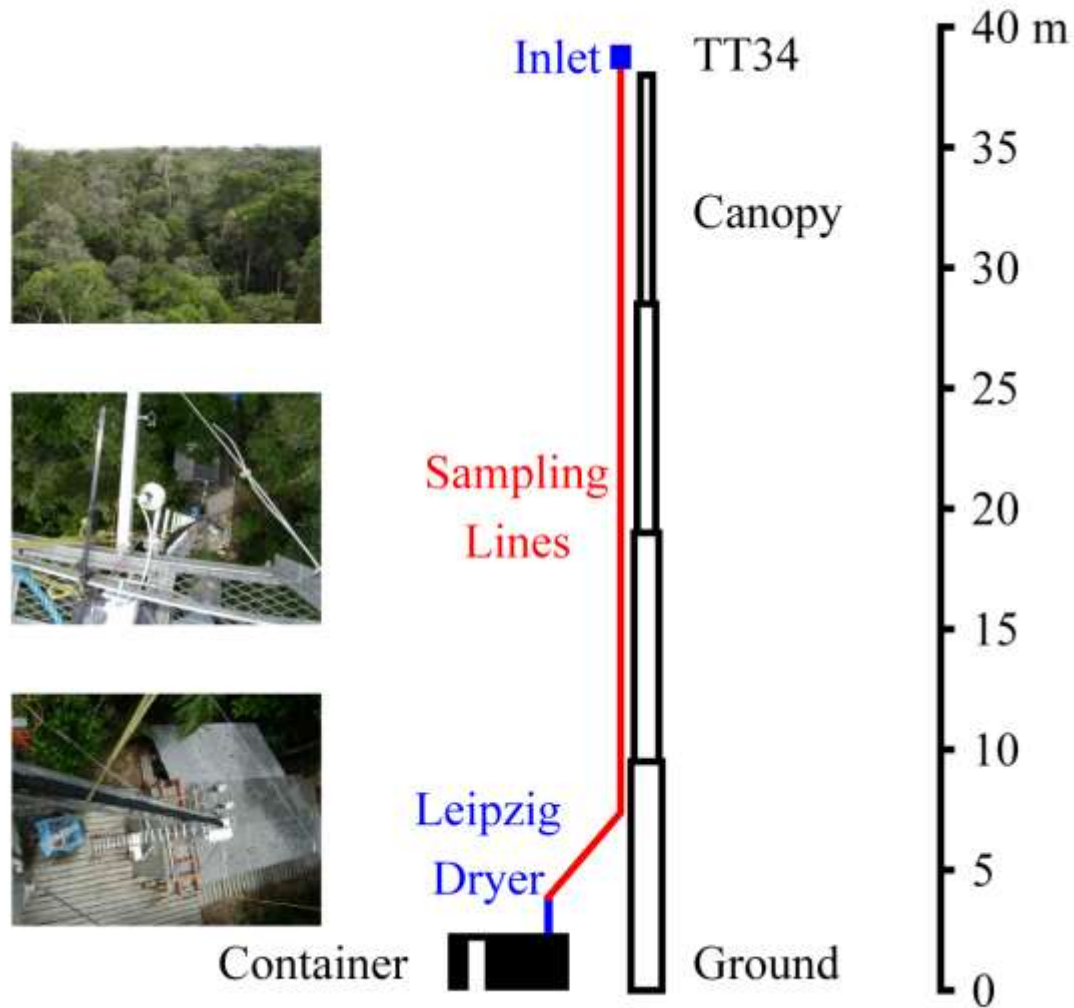 Inlet
TT34
40 m
35
Canopy
30
25
Sampling
Lines
20
15
10
Leipzig
Dryer
5
Container
Ground
0